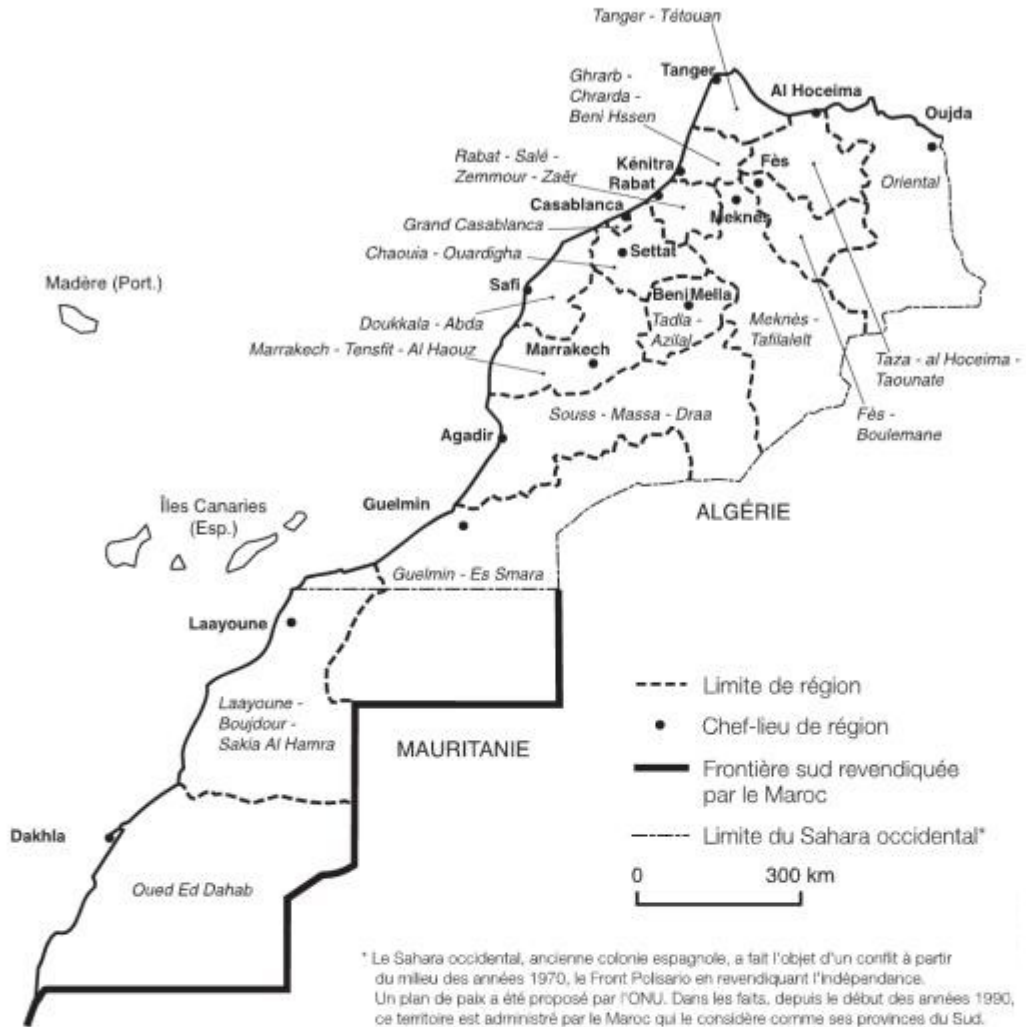 Tanger - Tétouan
Tanger
Ghrarb -
Chrarda -
Beni Hssen
Al Hoceima
Oujda
Rabat - Salé -
Zemmour - Zaër
Kénitra
Fès
Rabat
Oriental
Casablanca
Meknès
Grand Casablanca
Chaouia - Ouardigha
Settat
Madère (Port.)
Safi
Beni Mella
Doukkala - Abda
Tadla -
Azilal
Meknès -
Tafilalelt
Marrakech - Tensfit - Al Haouz
Marrakech
Taza - al Hoceima -
Taounate
Souss - Massa - Draa
Fès -
Boulemane
Agadir
Îles Canaries
(Esp.)
Guelmin
ALGÉRIE
Guelmin - Es Smara
Laayoune
Laayoune -
Boujdour -
Sakia Al Hamra
MAURITANIE
Limite de région
Chef-lieu de région
Frontière sud revendiquée
par le Maroc
Limite du Sahara occidental*
Dakhla
Oued Ed Dahab
0 300 km
* Le Sahara occidental, ancienne colonie espagnole, a fait l'objet d'un conflit à partir
du milieu des années 1970, le Front Polisario en revendiquant l'indépendance.
Un plan de paix a été proposé par l'ONU. Dans les faits, depuis le début des années 1990,
ce territoire est administré par le Maroc qui le considère comme ses provinces du Sud.